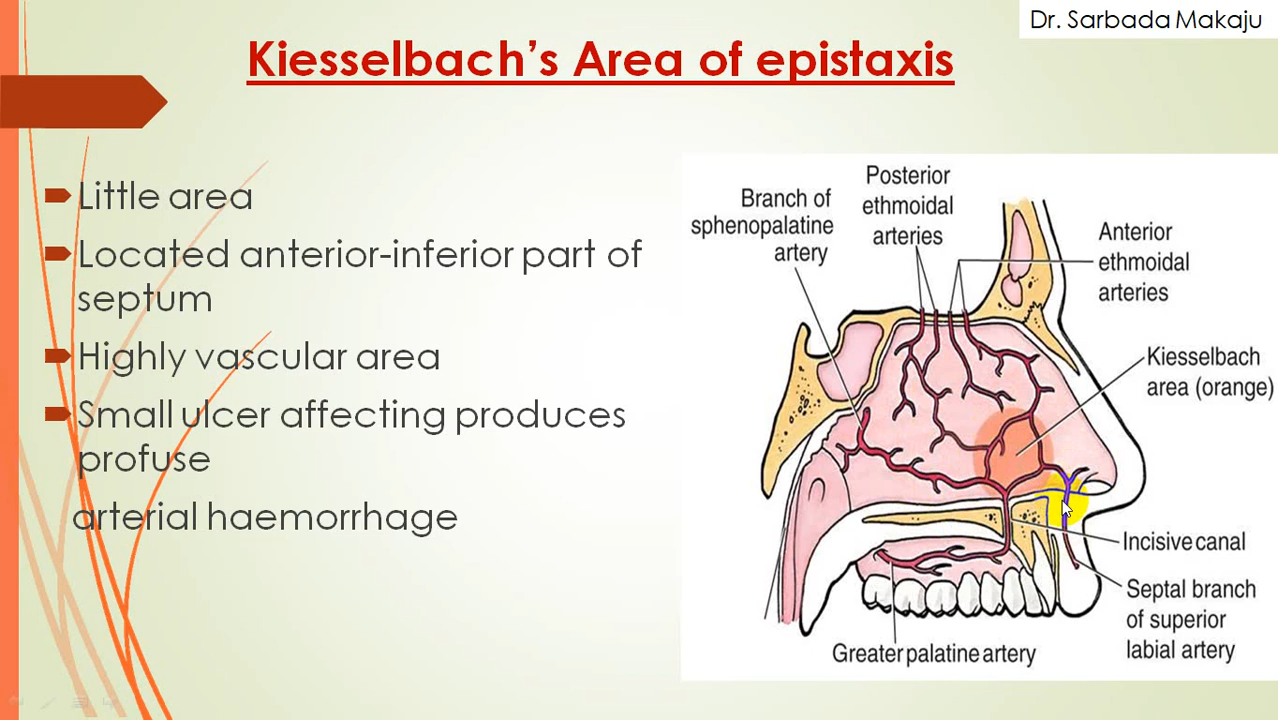 Dr. Sarbada Makaju
Kiesselbach's Area of epistaxis
Little area
Located anterior-inferior part of
septum
Highly vascular area
Small ulcer affecting produces
profuse
arterial haemorrhage
Branch of
sphenopalatine
artery
Posterior
ethmoidal
arteries
Anterior
ethmoidal
arteries
Kiesselbach
area (orange)
Incisive canal
Septal branch
of superior
labial artery
Greater palatine artery